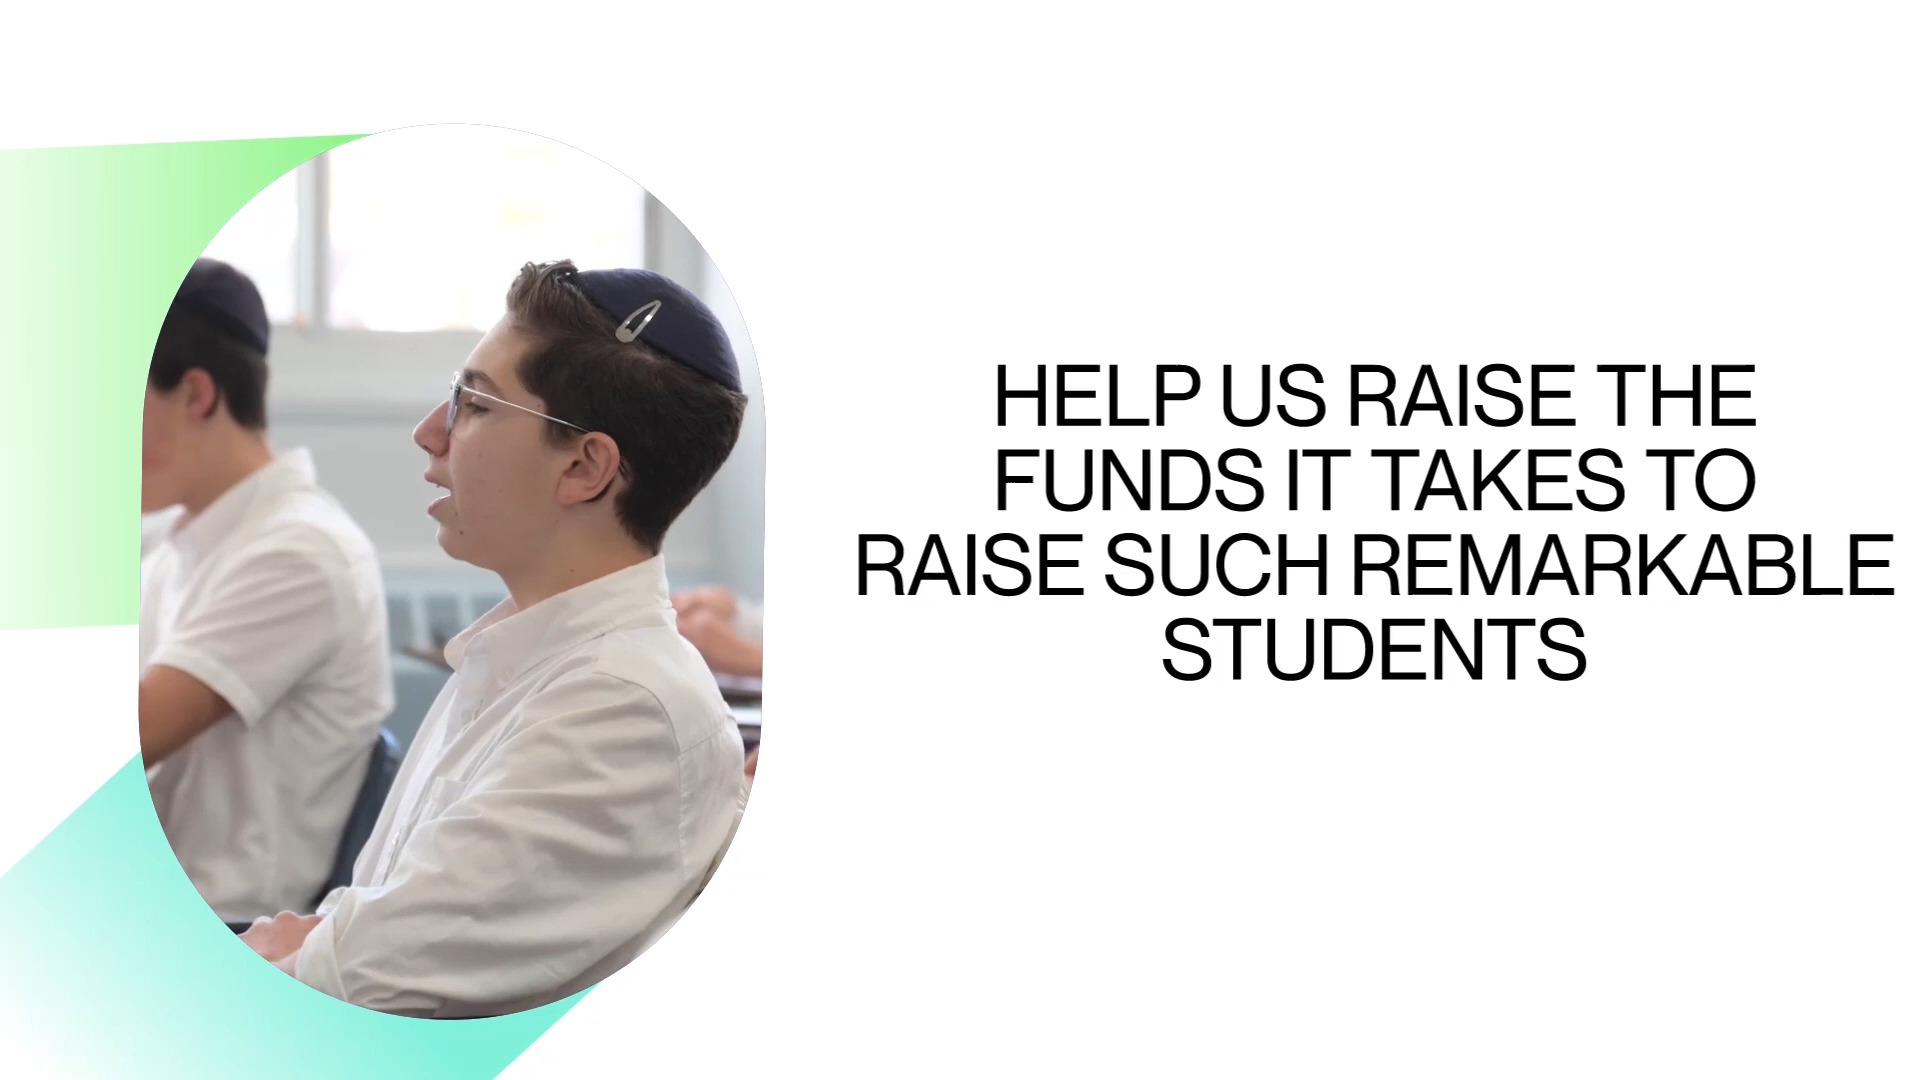 HELP US RAISE THE
FUNDS IT TAKES TO
RAISE SUCH REMARKABLE
STUDENTS